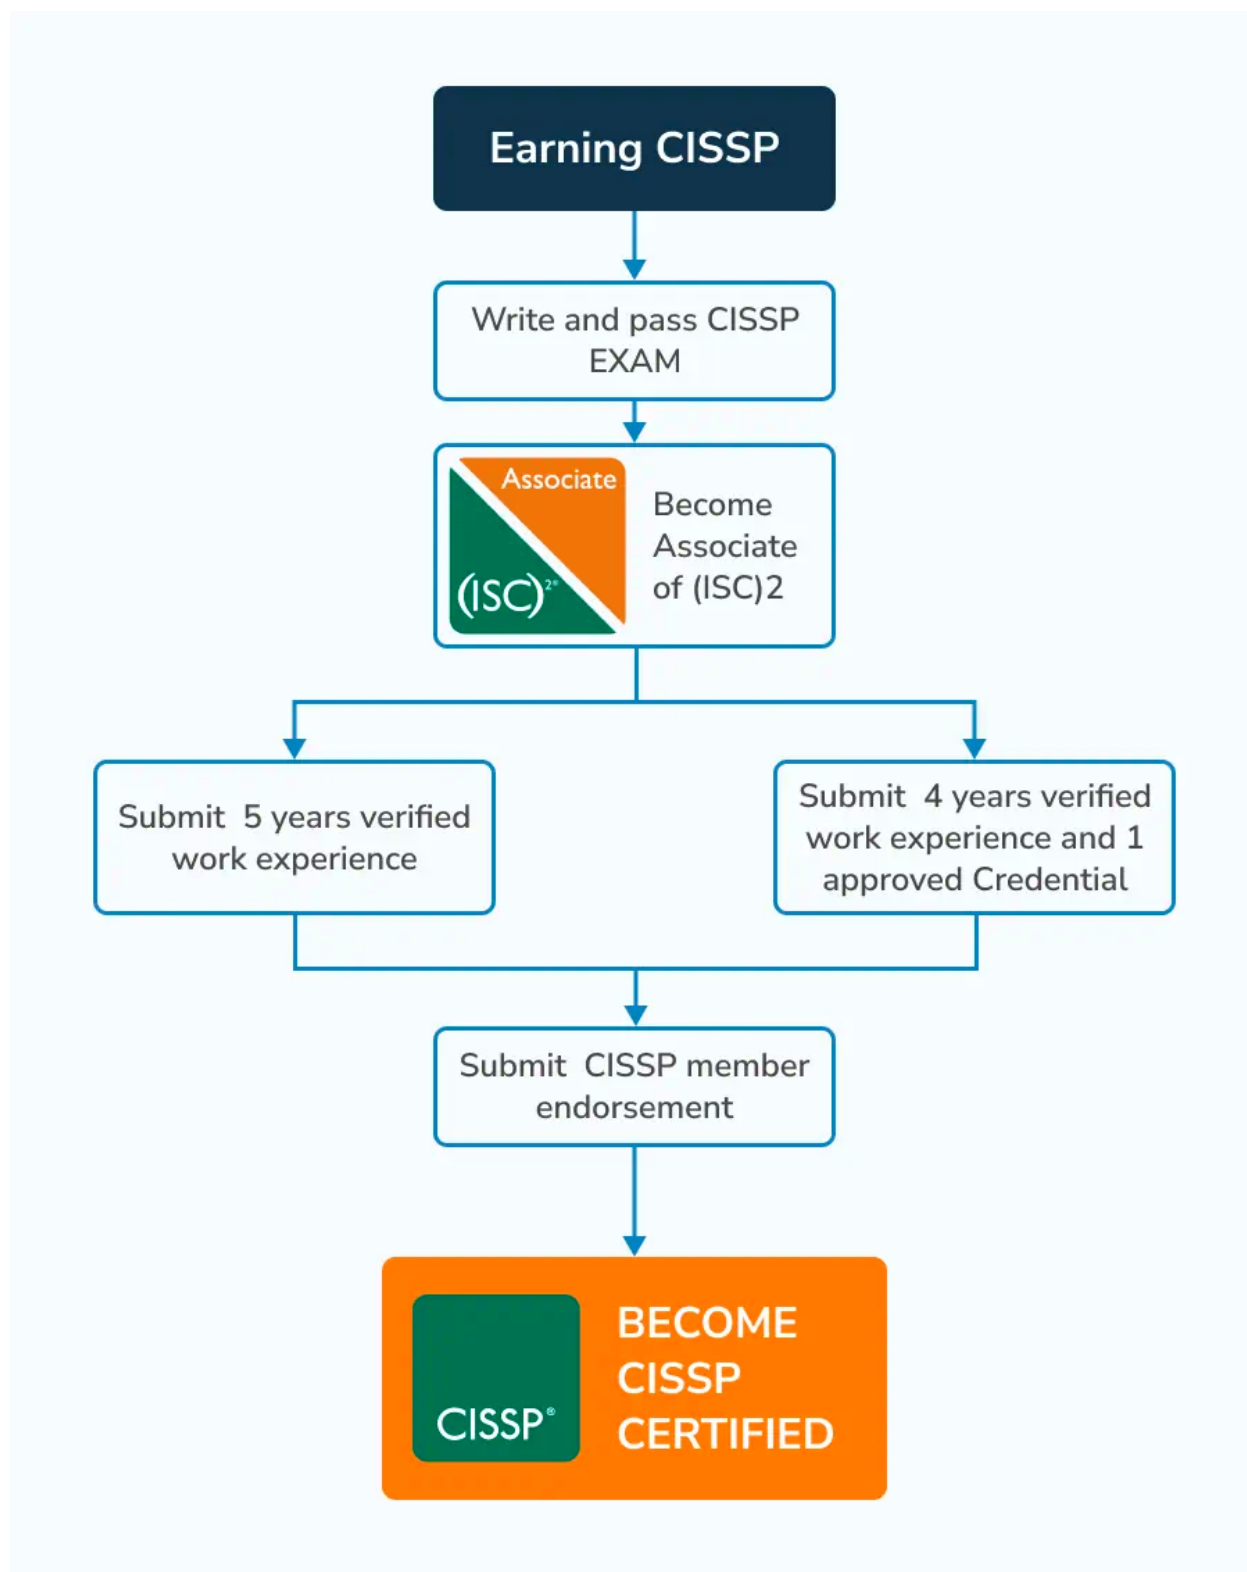 Earning CISSP
Write and pass CISSP
EXAM
Associate
(ISC)²®
Become
Associate
of (ISC)2
Submit  5 years verified
work experience
Submit  4 years verified
work experience and 1
approved Credential
Submit  CISSP member
endorsement
CISSP®
BECOME
CISSP
CERTIFIED